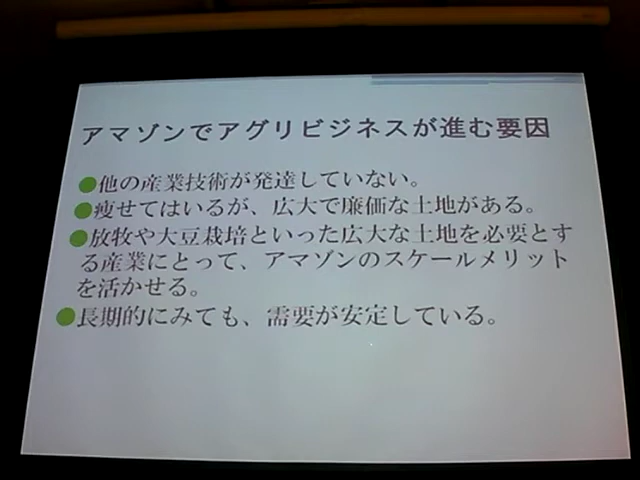 アマゾンでアグリビジネスが進む要因
●他の産業技術が発達していない。
●痩せてはいるが、広大で廉価な土地がある。
●放牧や大豆栽培といった広大な土地を必要とす
る産業にとって、アマゾンのスケールメリット
を活かせる。
●長期的にみても、需要が安定している。